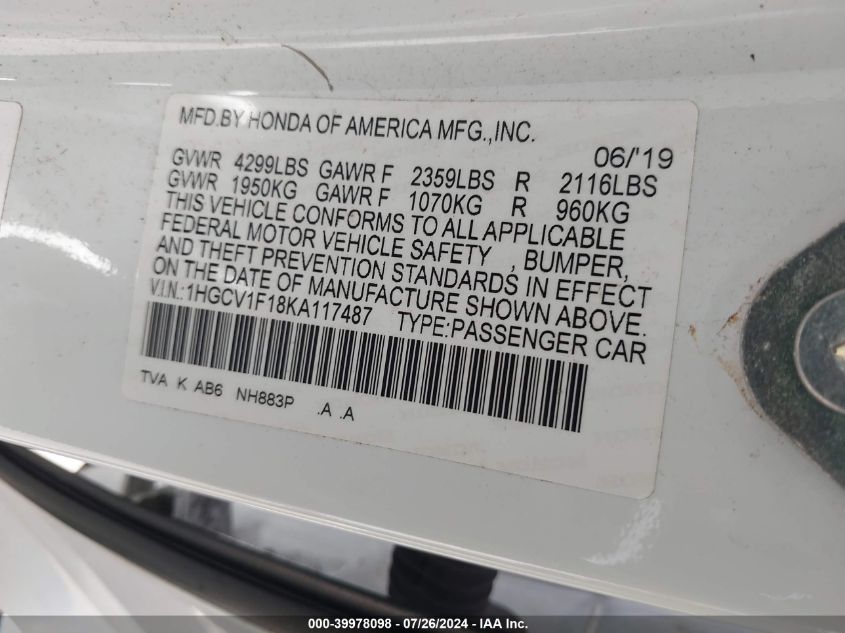 MFD.BY HONDA OF AMERICA MFG.,INC.
06/'19
GVWR 4299LBS GAWR F 2359LBS R 2116LBS
GVWR 1950KG GAWR F 1070KG R 960KG
THIS VEHICLE CONFORMS TO ALL APPLICABLE
FEDERAL MOTOR VEHICLE SAFETY , BUMPER,
AND THEFT PREVENTION STANDARDS IN EFFECT
ON THE DATE OF MANUFACTURE SHOWN ABOVE.
V.I.N.:1HGCV1F18KA117487 TYPE:PASSENGER CAR
TVA K AB6 NH883P .A .A
000-39978098 - 07/26/2024 - IAA Inc.